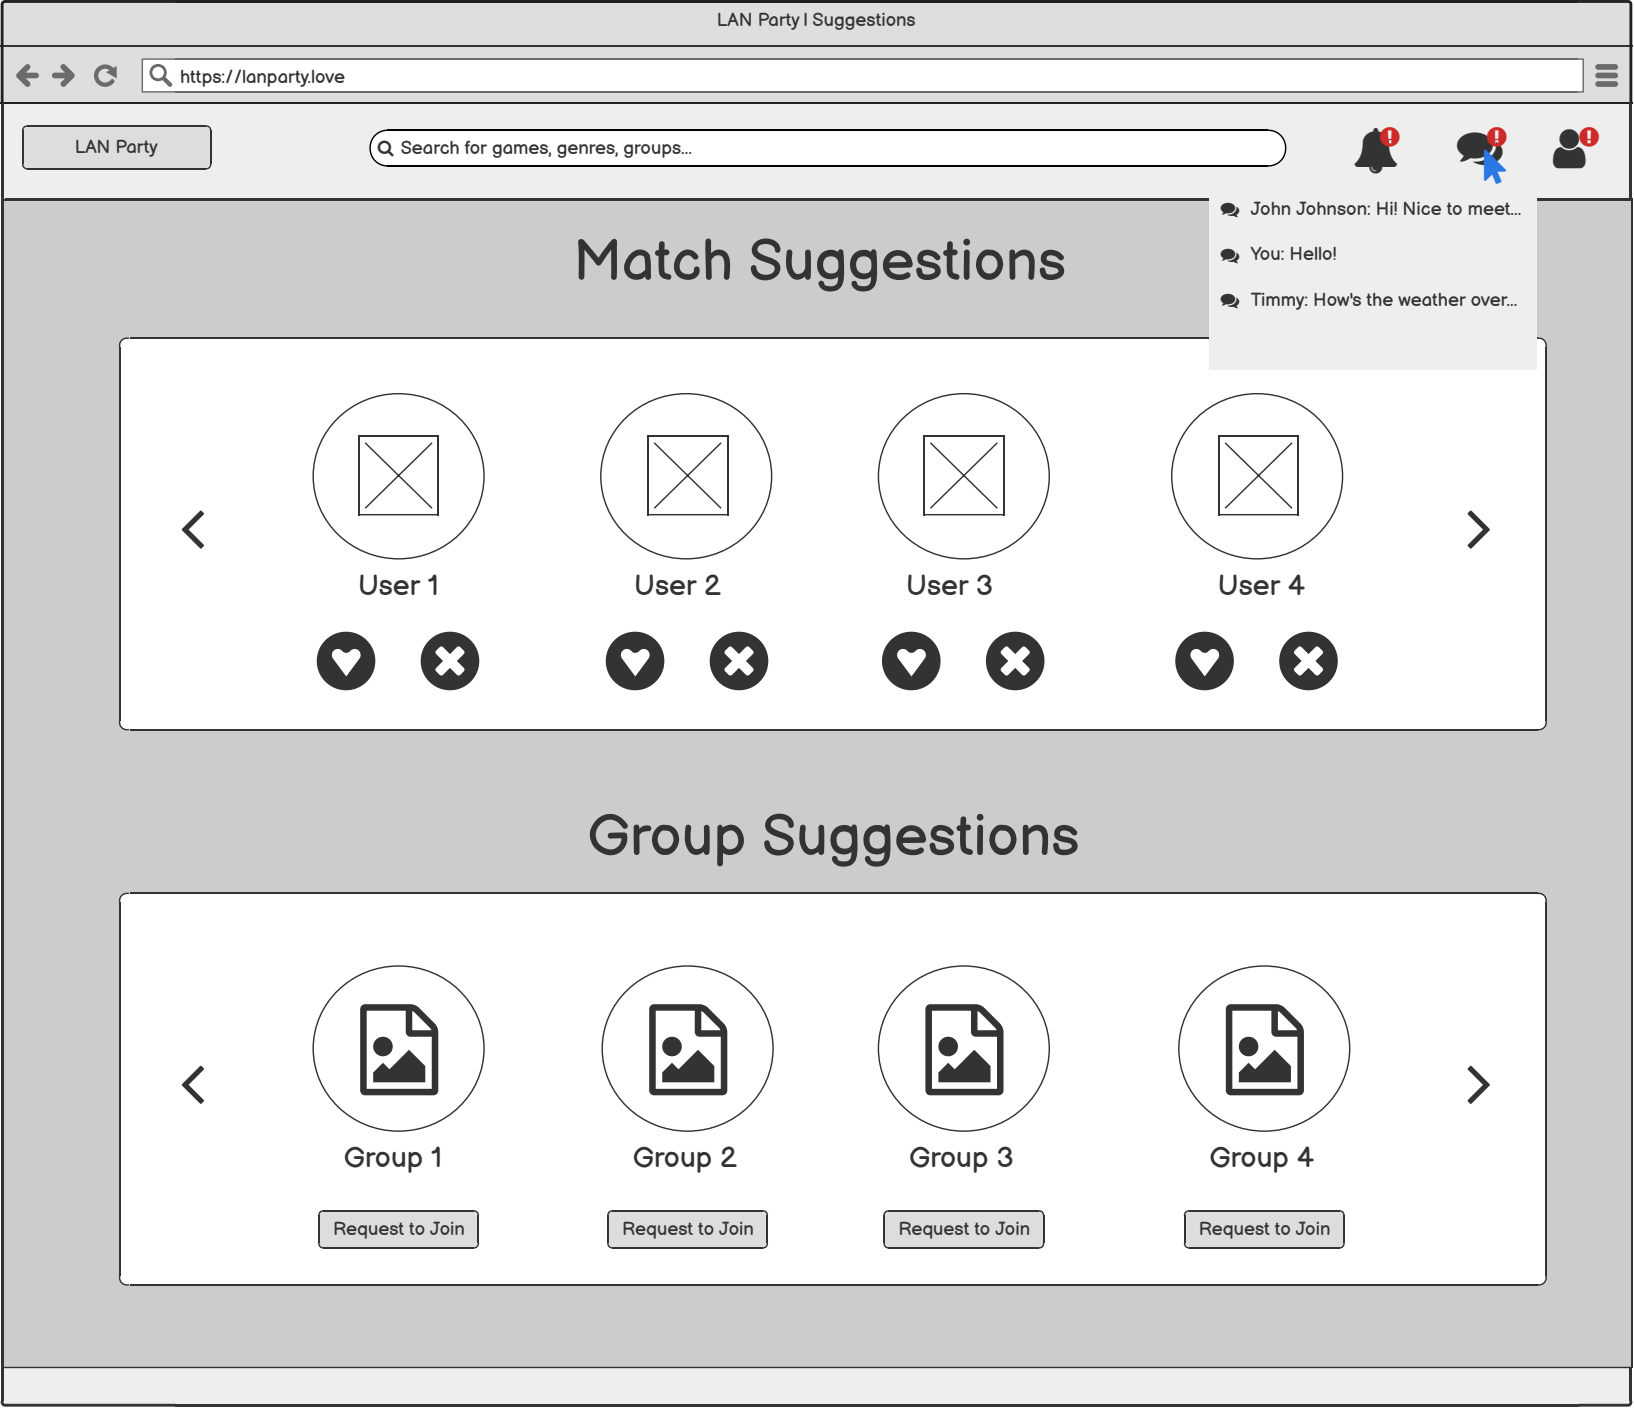 LAN Party | Suggestions
https://lanparty.love
LAN Party
Search for games, genres, groups...
John Johnson: Hi! Nice to meet...
You: Hello!
Timmy: How's the weather over...
Match Suggestions
User 1
User 2
User 3
User 4
Group Suggestions
Group 1
Group 2
Group 3
Group 4
Request to Join
Request to Join
Request to Join
Request to Join